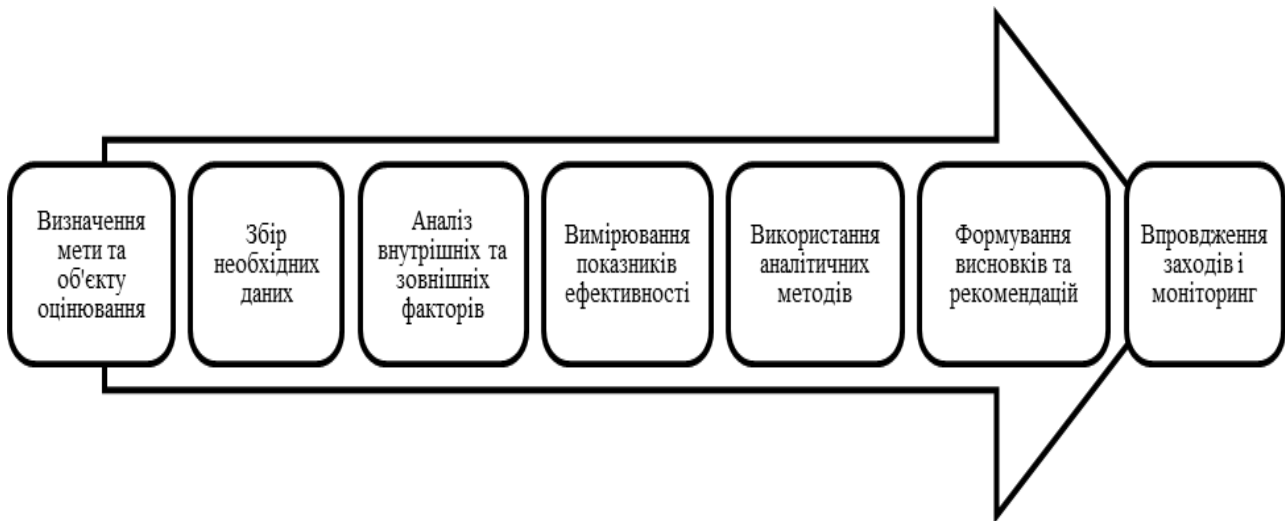 Визначення
мети та
об'єкту
оцінювання
Збір
необхідних
даних
Аналіз
внутрішніх та
зовнішніх
факторів
Вимірювання
показників
ефективності
Використання
аналітичних
методів
Формування
висновків та
рекомендацій
Впровдження
заходів і
моніторинг